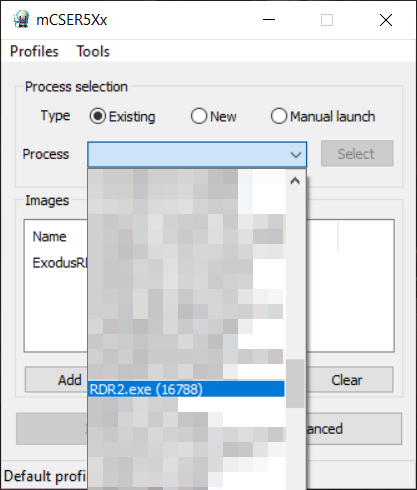 mCSER5Xx
Profiles Tools
Process selection
Type Existing New Manual launch
Process Select
Images
Name
ExodusR
Add Clear
RDR2.exe (16788)
anced
Default profi